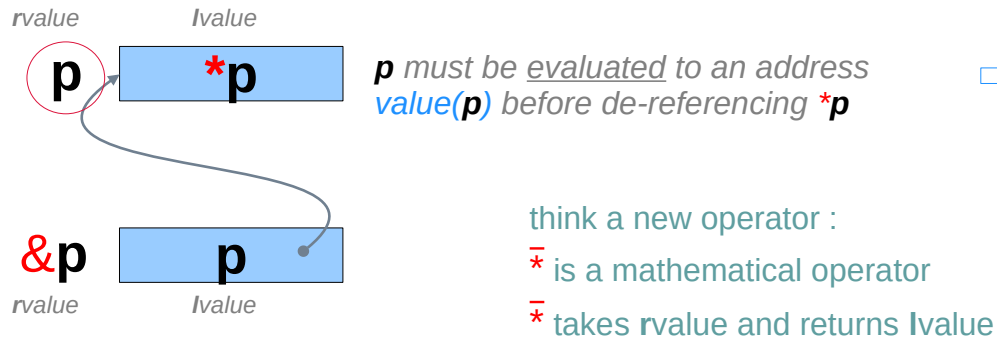 rvalue lvalue
p *p
p must be evaluated to an address
value(p) before de-referencing *p
&p p
rvalue lvalue
think a new operator :
*̅ is a mathematical operator
*̅ takes rvalue and returns lvalue